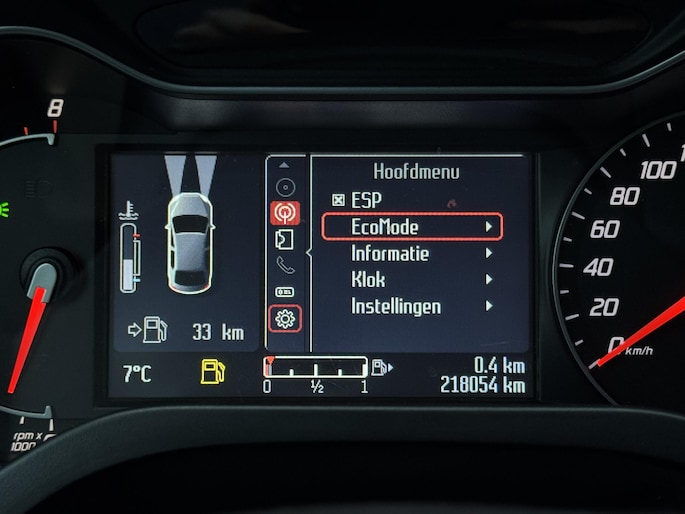 8
Hoofdmenu
ESP
EcoMode
Informatie
Klok
Instellingen
33 km
7°C
0 ½ 1
0.4 km
218054 km
100
80
60
40
20
0
km/h
rpm x
1000